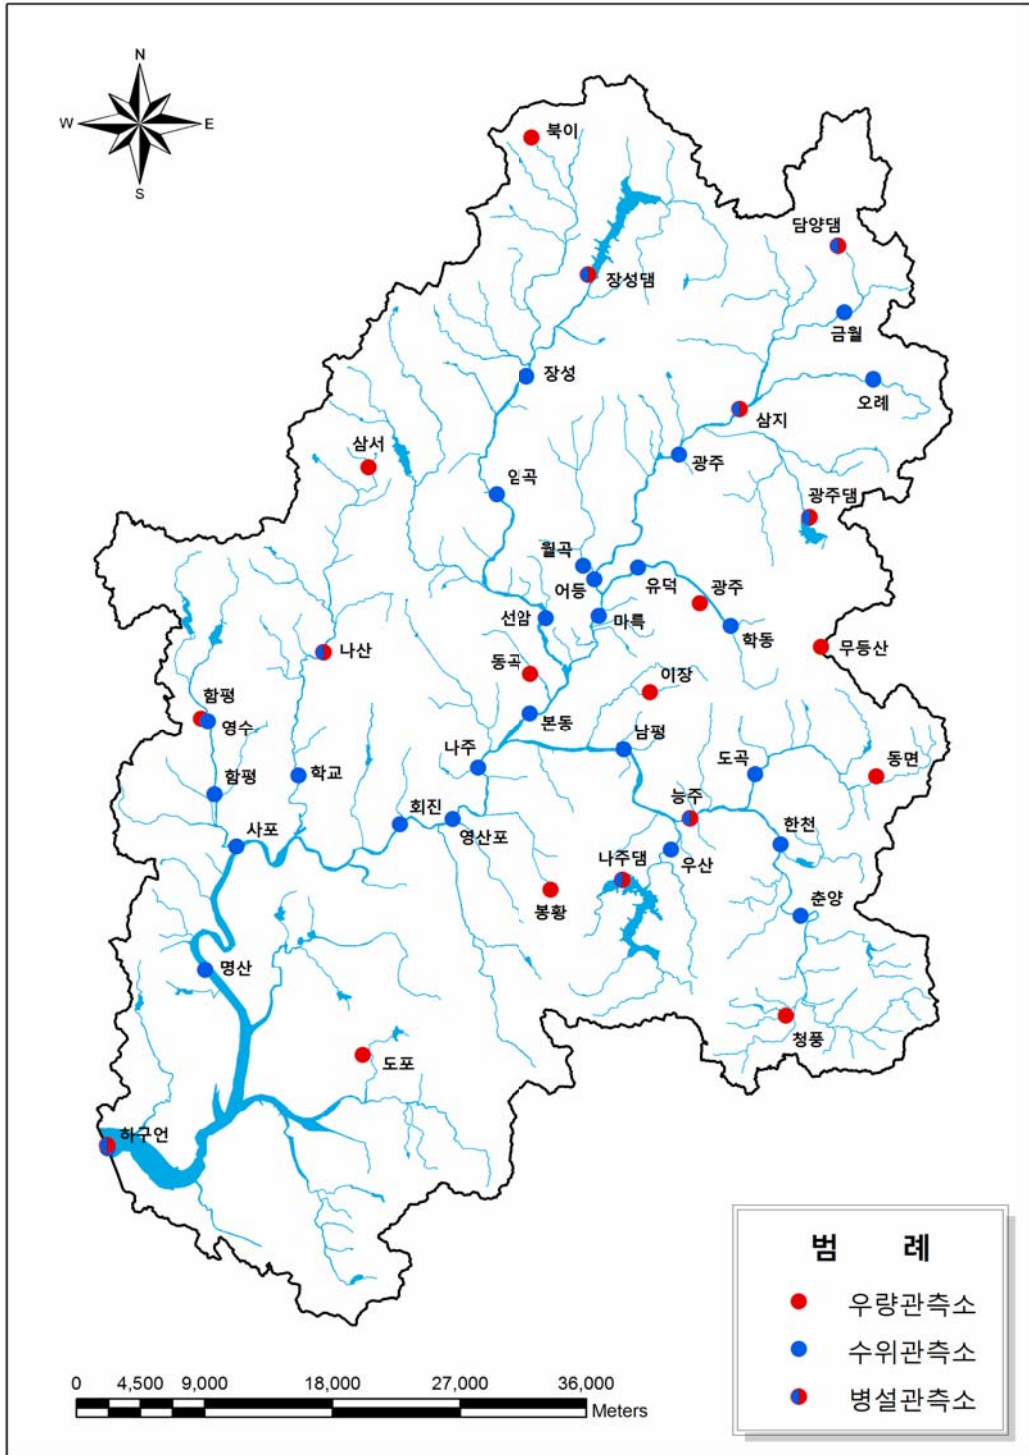 N
W
E
S
북이
담양댐
장성댐
금월
장성
오례
삼지
삼서
광주
임곡
광주댐
월곡
어등
유덕
광주
선암
마륵
학동
무등산
나산
동곡
이장
함평
영수
본동
남평
나주
도곡
동면
함평
학교
능주
회진
영산포
한천
사포
나주댐
우산
봉황
춘양
명산
청풍
도포
하구언
범 례
우량관측소
수위관측소
병설관측소
0 4,500 9,000 18,000 27,000 36,000
Meters